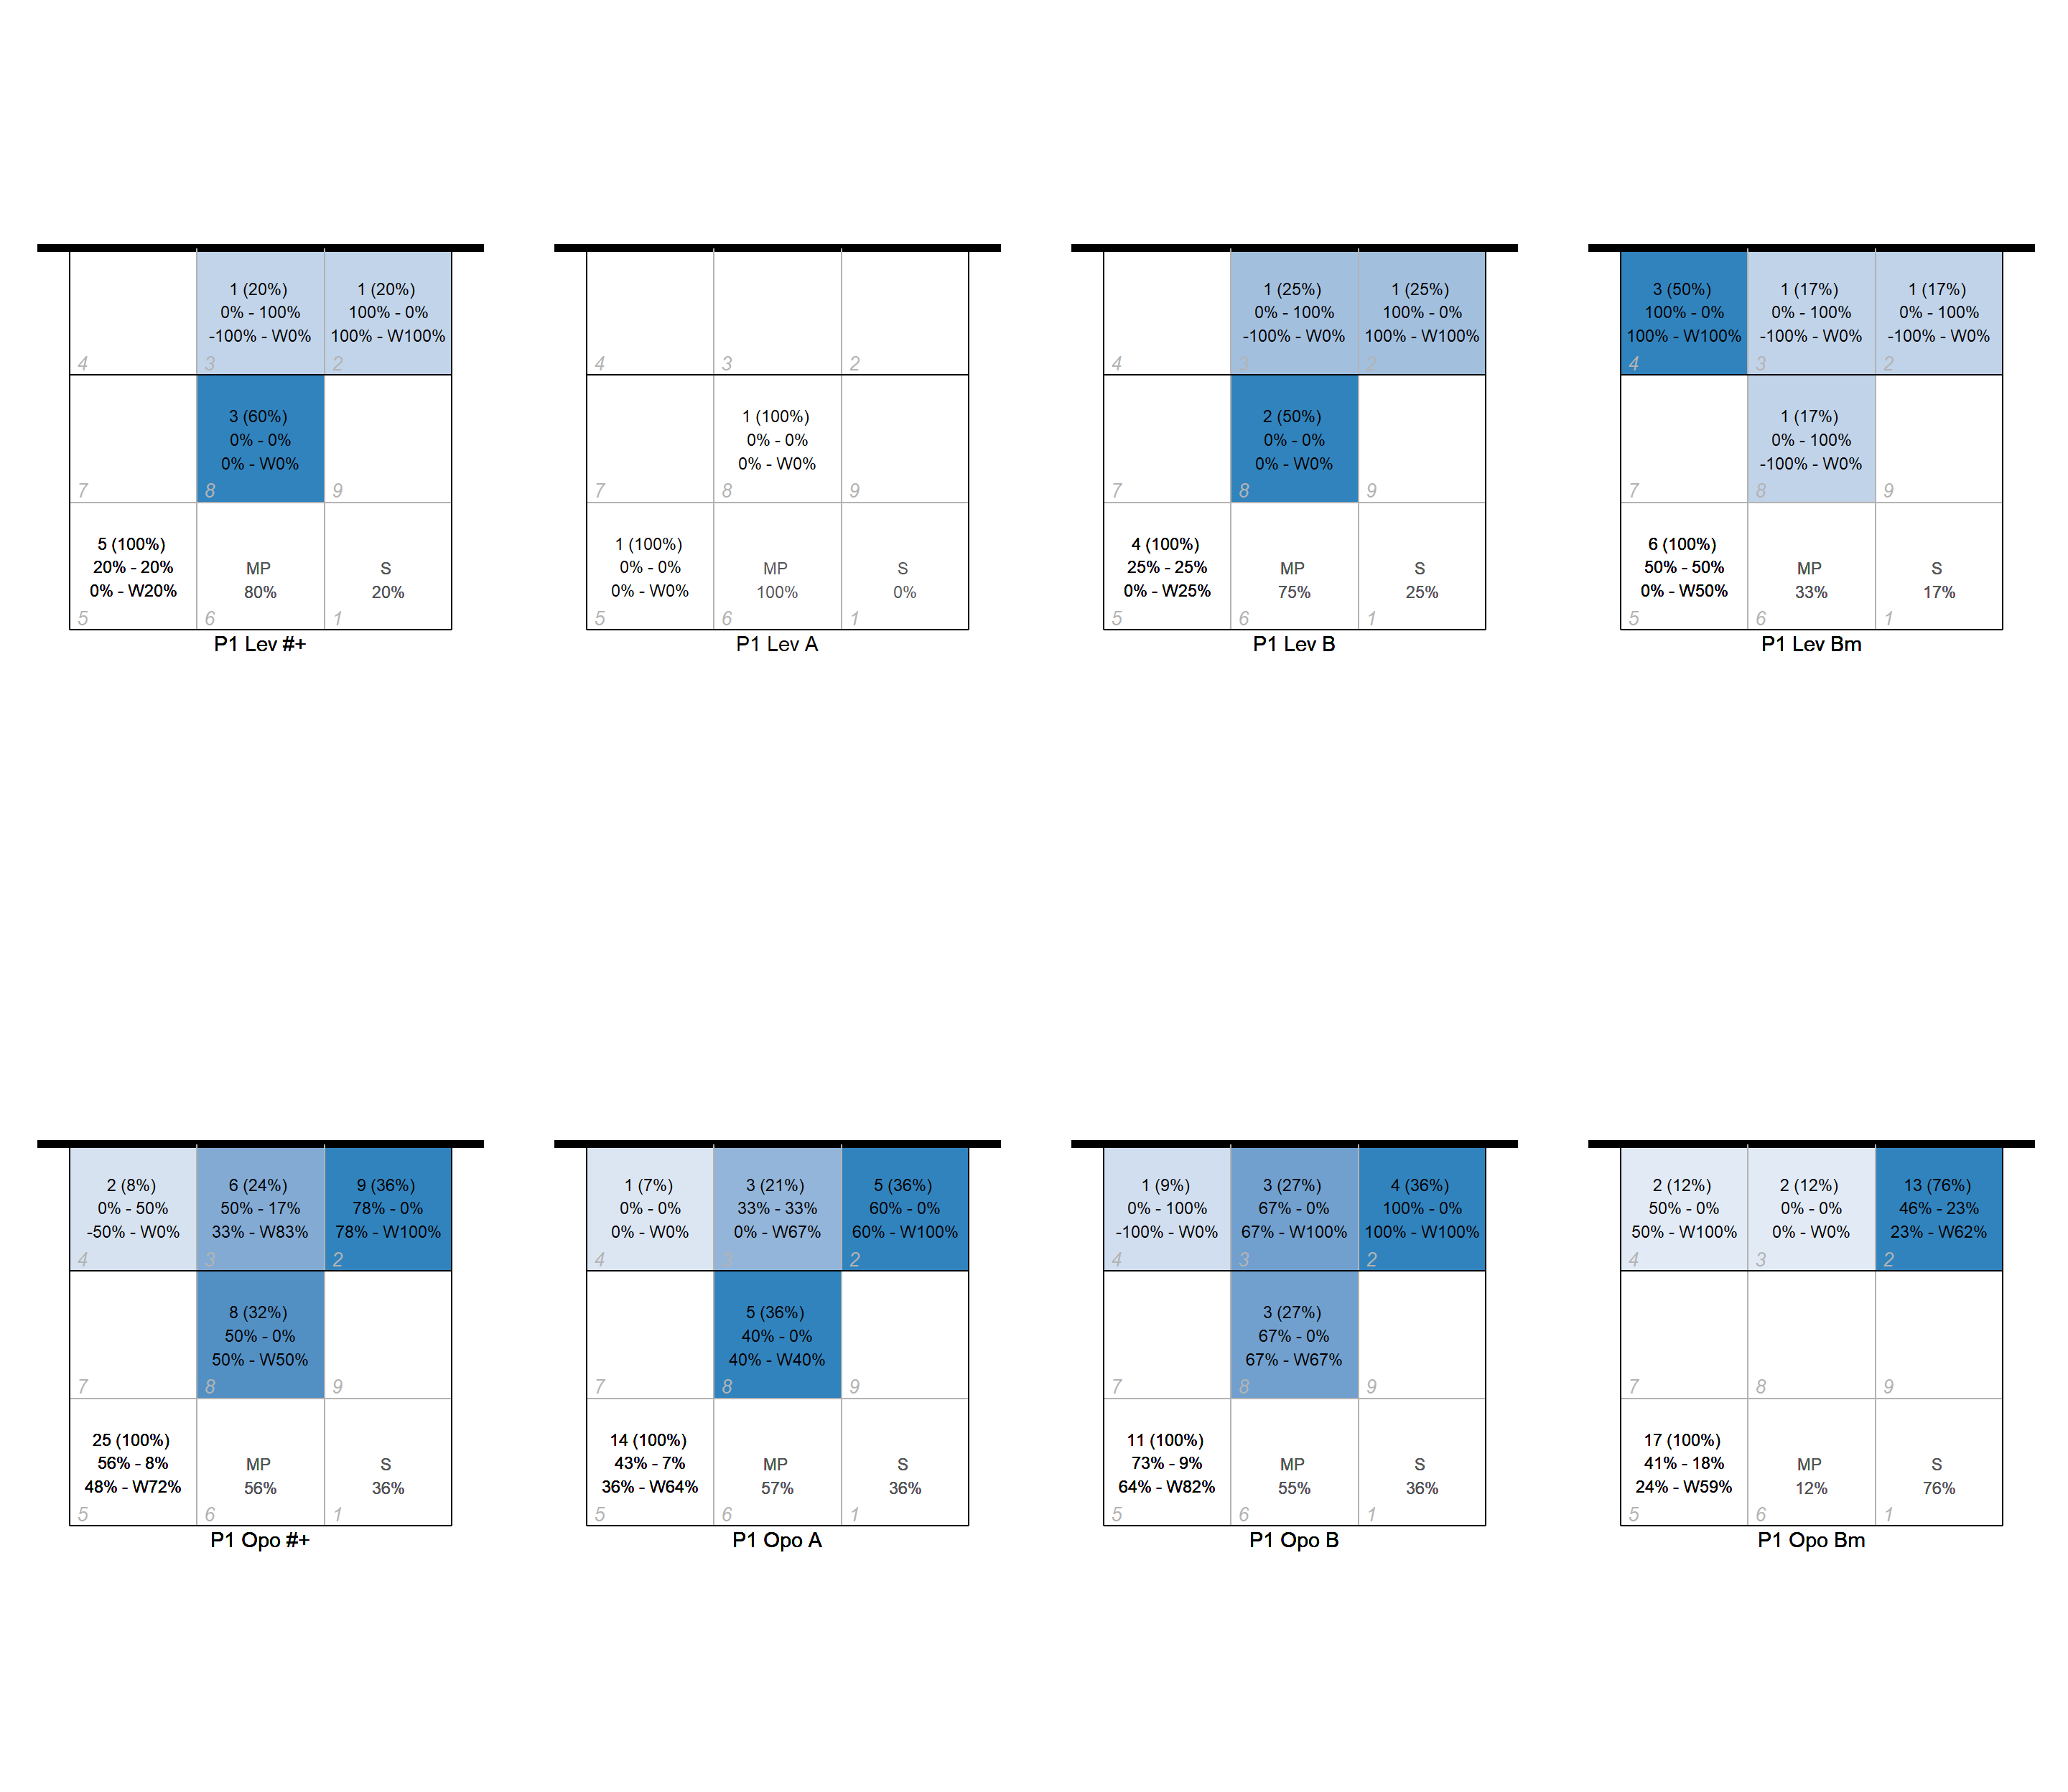 1 (20%)
0% - 100%
-100% - W0%
1 (20%)
100% - 0%
100% - W100%
4
3
2
3 (60%)
0% - 0%
0% - W0%
7
8
9
5 (100%)
20% - 20%
0% - W20%
MP
80%
S
20%
5
6
1
P1 Lev #+
4
3
2
1 (100%)
0% - 0%
0% - W0%
7
8
9
1 (100%)
0% - 0%
0% - W0%
MP
100%
S
0%
5
6
1
P1 Lev A
1 (25%)
0% - 100%
-100% - W0%
1 (25%)
100% - 0%
100% - W100%
4
3
2
2 (50%)
0% - 0%
0% - W0%
7
8
9
4 (100%)
25% - 25%
0% - W25%
MP
75%
S
25%
5
6
1
P1 Lev B
3 (50%)
100% - 0%
100% - W100%
1 (17%)
0% - 100%
-100% - W0%
1 (17%)
0% - 100%
-100% - W0%
4
3
2
1 (17%)
0% - 100%
-100% - W0%
7
8
9
6 (100%)
50% - 50%
0% - W50%
MP
33%
S
17%
5
6
1
P1 Lev Bm
2 (8%)
0% - 50%
-50% - W0%
6 (24%)
50% - 17%
33% - W83%
9 (36%)
78% - 0%
78% - W100%
4
3
2
8 (32%)
50% - 0%
50% - W50%
7
8
9
25 (100%)
56% - 8%
48% - W72%
MP
56%
S
36%
5
6
1
P1 Opo #+
1 (7%)
0% - 0%
0% - W0%
3 (21%)
33% - 33%
0% - W67%
5 (36%)
60% - 0%
60% - W100%
4
3
2
5 (36%)
40% - 0%
40% - W40%
7
8
9
14 (100%)
43% - 7%
36% - W64%
MP
57%
S
36%
5
6
1
P1 Opo A
1 (9%)
0% - 100%
-100% - W0%
3 (27%)
67% - 0%
67% - W100%
4 (36%)
100% - 0%
100% - W100%
4
3
2
3 (27%)
67% - 0%
67% - W67%
7
8
9
11 (100%)
73% - 9%
64% - W82%
MP
55%
S
36%
5
6
1
P1 Opo B
2 (12%)
50% - 0%
50% - W100%
2 (12%)
0% - 0%
0% - W0%
13 (76%)
46% - 23%
23% - W62%
4
3
2
7
8
9
17 (100%)
41% - 18%
24% - W59%
MP
12%
S
76%
5
6
1
P1 Opo Bm